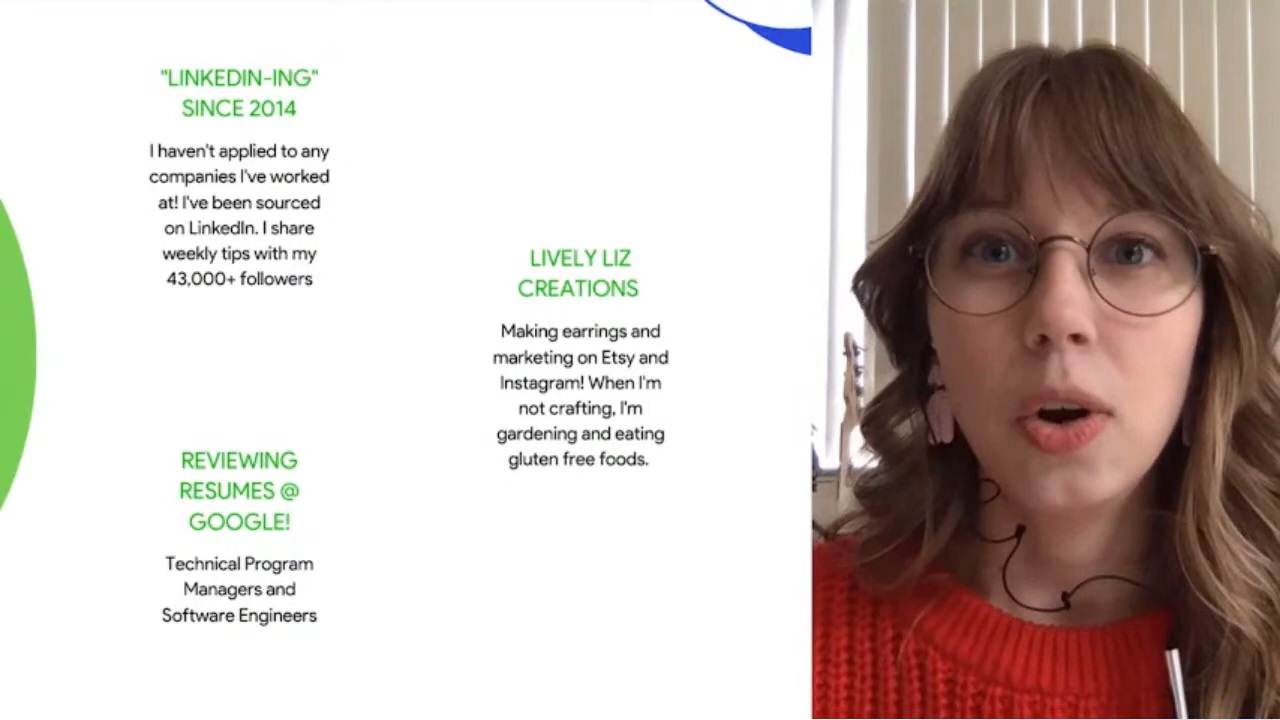 "LINKEDIN-ING"
SINCE 2014
I haven't applied to any
companies I've worked
at! I've been sourced
on LinkedIn. I share
weekly tips with my
43,000+ followers
REVIEWING
RESUMES @
GOOGLE!
Technical Program
Managers and
Software Engineers
LIVELY LIZ
CREATIONS
Making earrings and
marketing on Etsy and
Instagram! When I'm
not crafting, I'm
gardening and eating
gluten free foods.